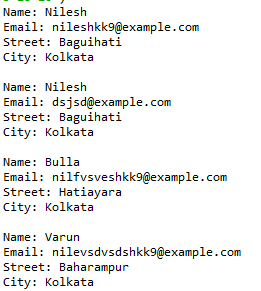 Name: Nilesh
Email: nileshkk9@example.com
Street: Baguihati
City: Kolkata

Name: Nilesh
Email: dsjsd@example.com
Street: Baguihati
City: Kolkata

Name: Bulla
Email: nilfvsveshkk9@example.com
Street: Hatiayara
City: Kolkata

Name: Varun
Email: nilevsdvsdshkk9@example.com
Street: Baharampur
City: Kolkata